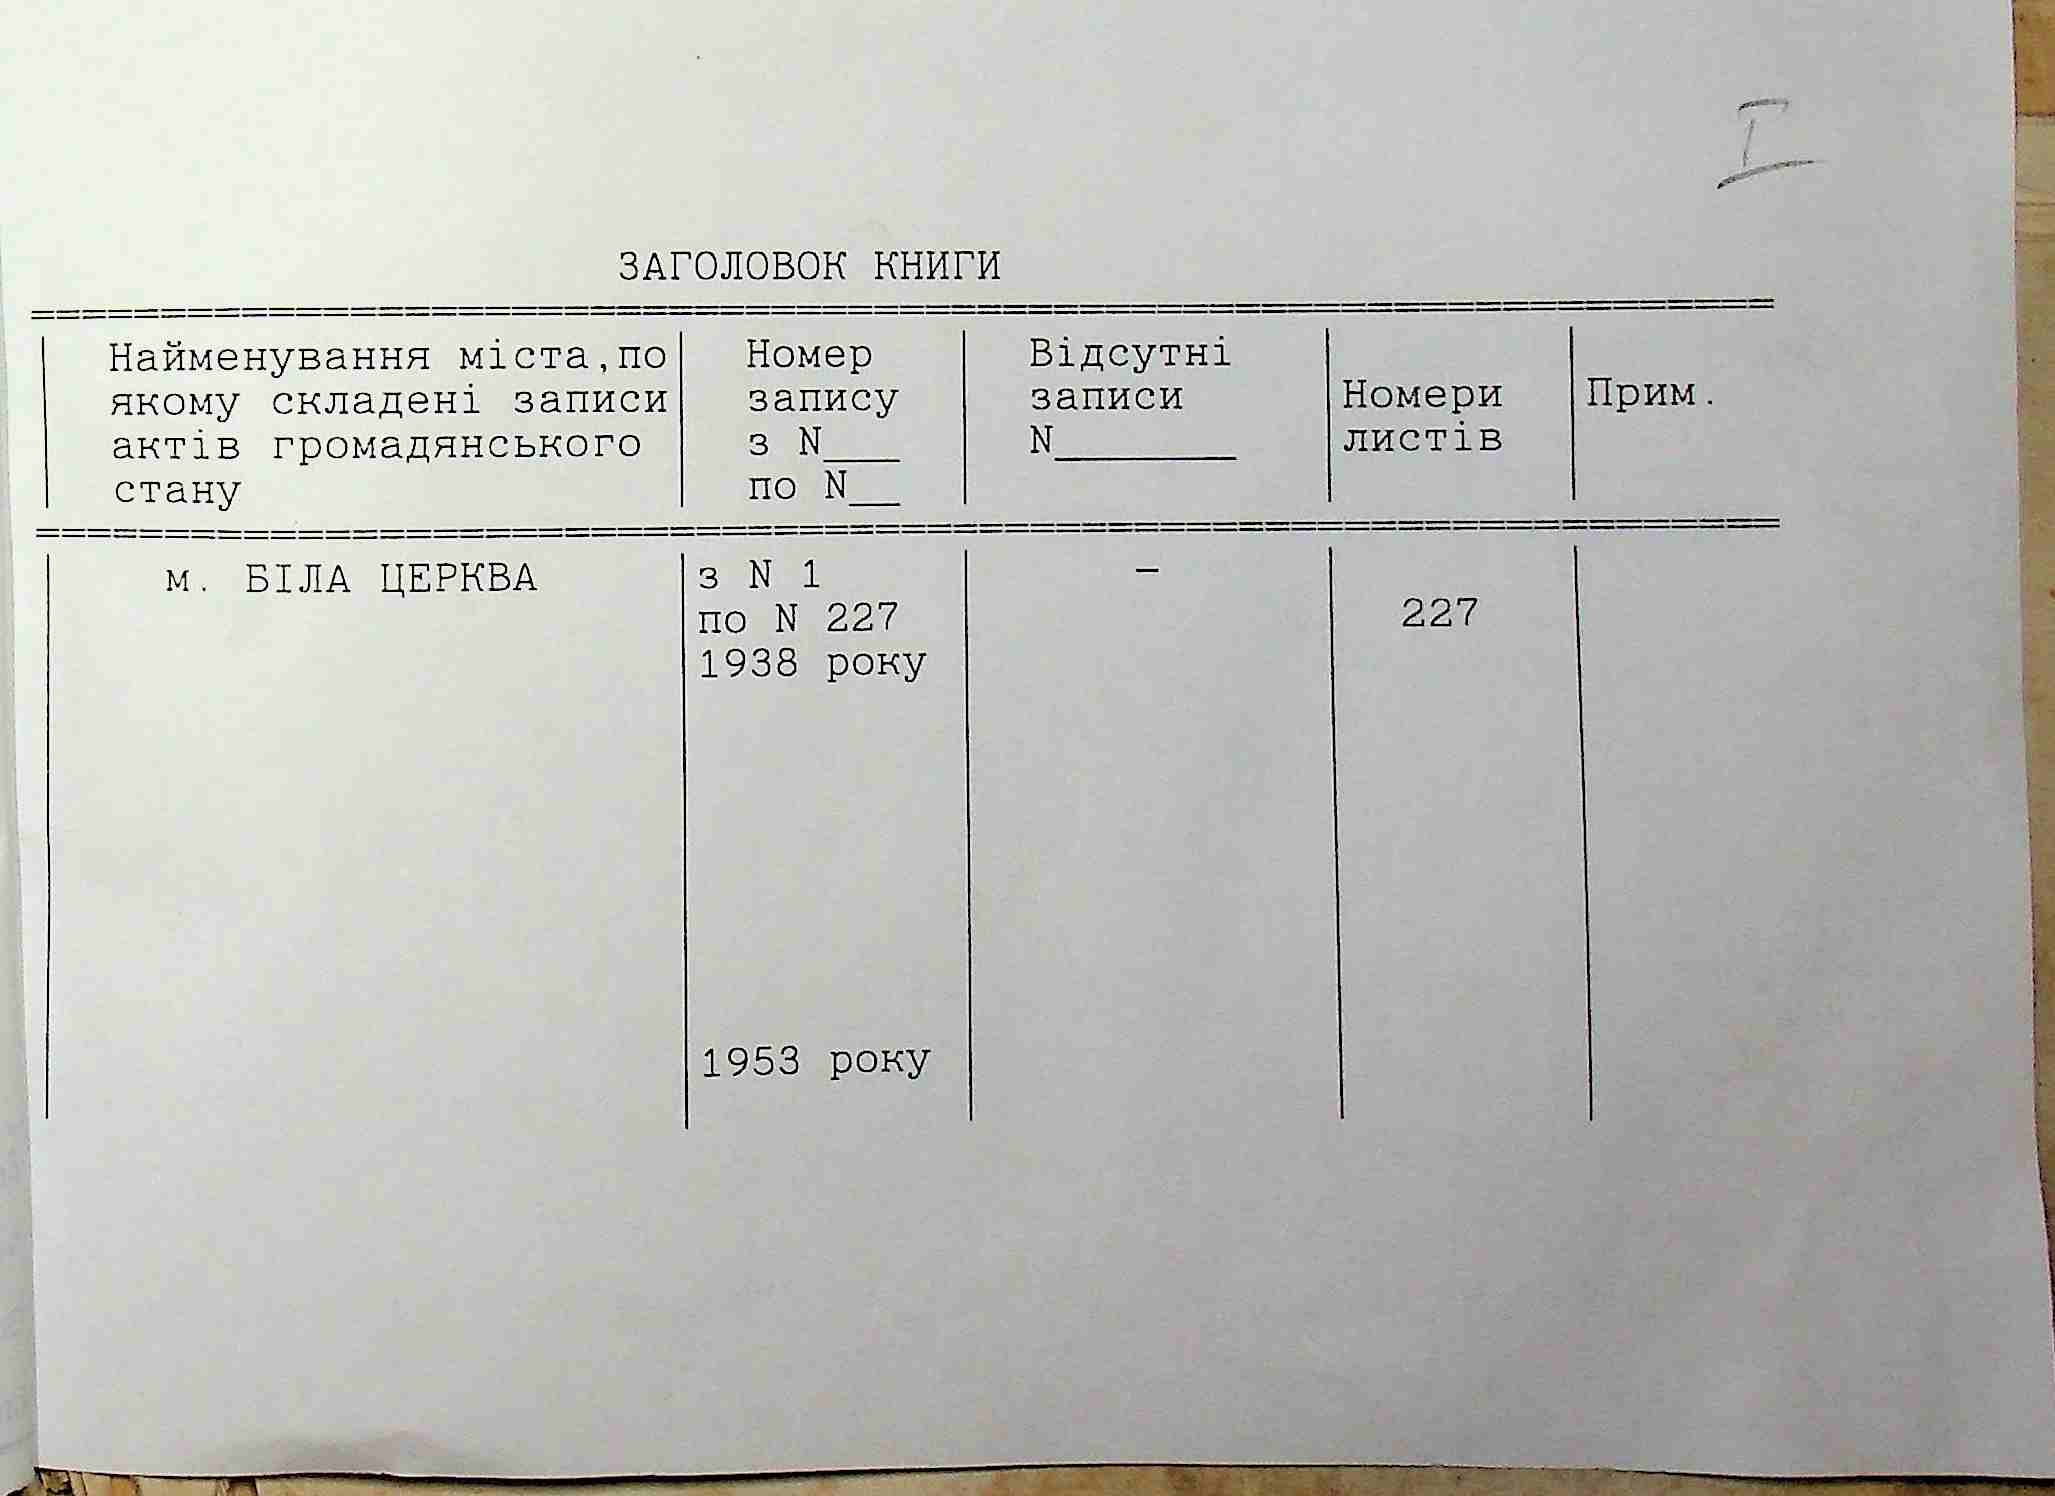 I
ЗАГОЛОВОК КНИГИ
Найменування міста,по
якому складені записи
актів громадянського
стану
Номер
запису
з N___
по N__
Відсутні
записи
N_______
Номери
листів
Прим.
м. БІЛА ЦЕРКВА
з N 1
по N 227
1938 року
1953 року
–
227